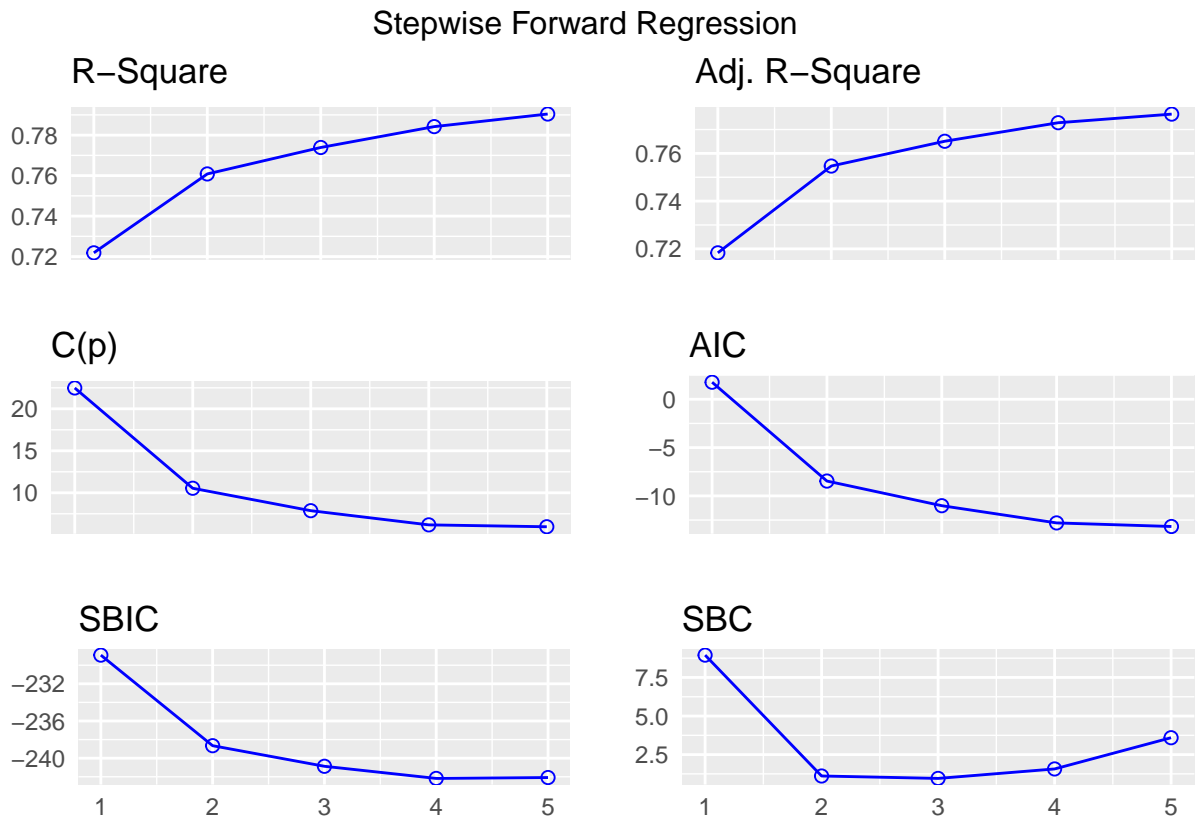 Stepwise Forward Regression
R−Square
0.78
0.76
0.74
0.72
Adj. R−Square
0.76
0.74
0.72
C(p)
20
15
10
AIC
0
−5
−10
SBIC
−232
−236
−240
1 2 3 4 5
SBC
7.5
5.0
2.5
1 2 3 4 5